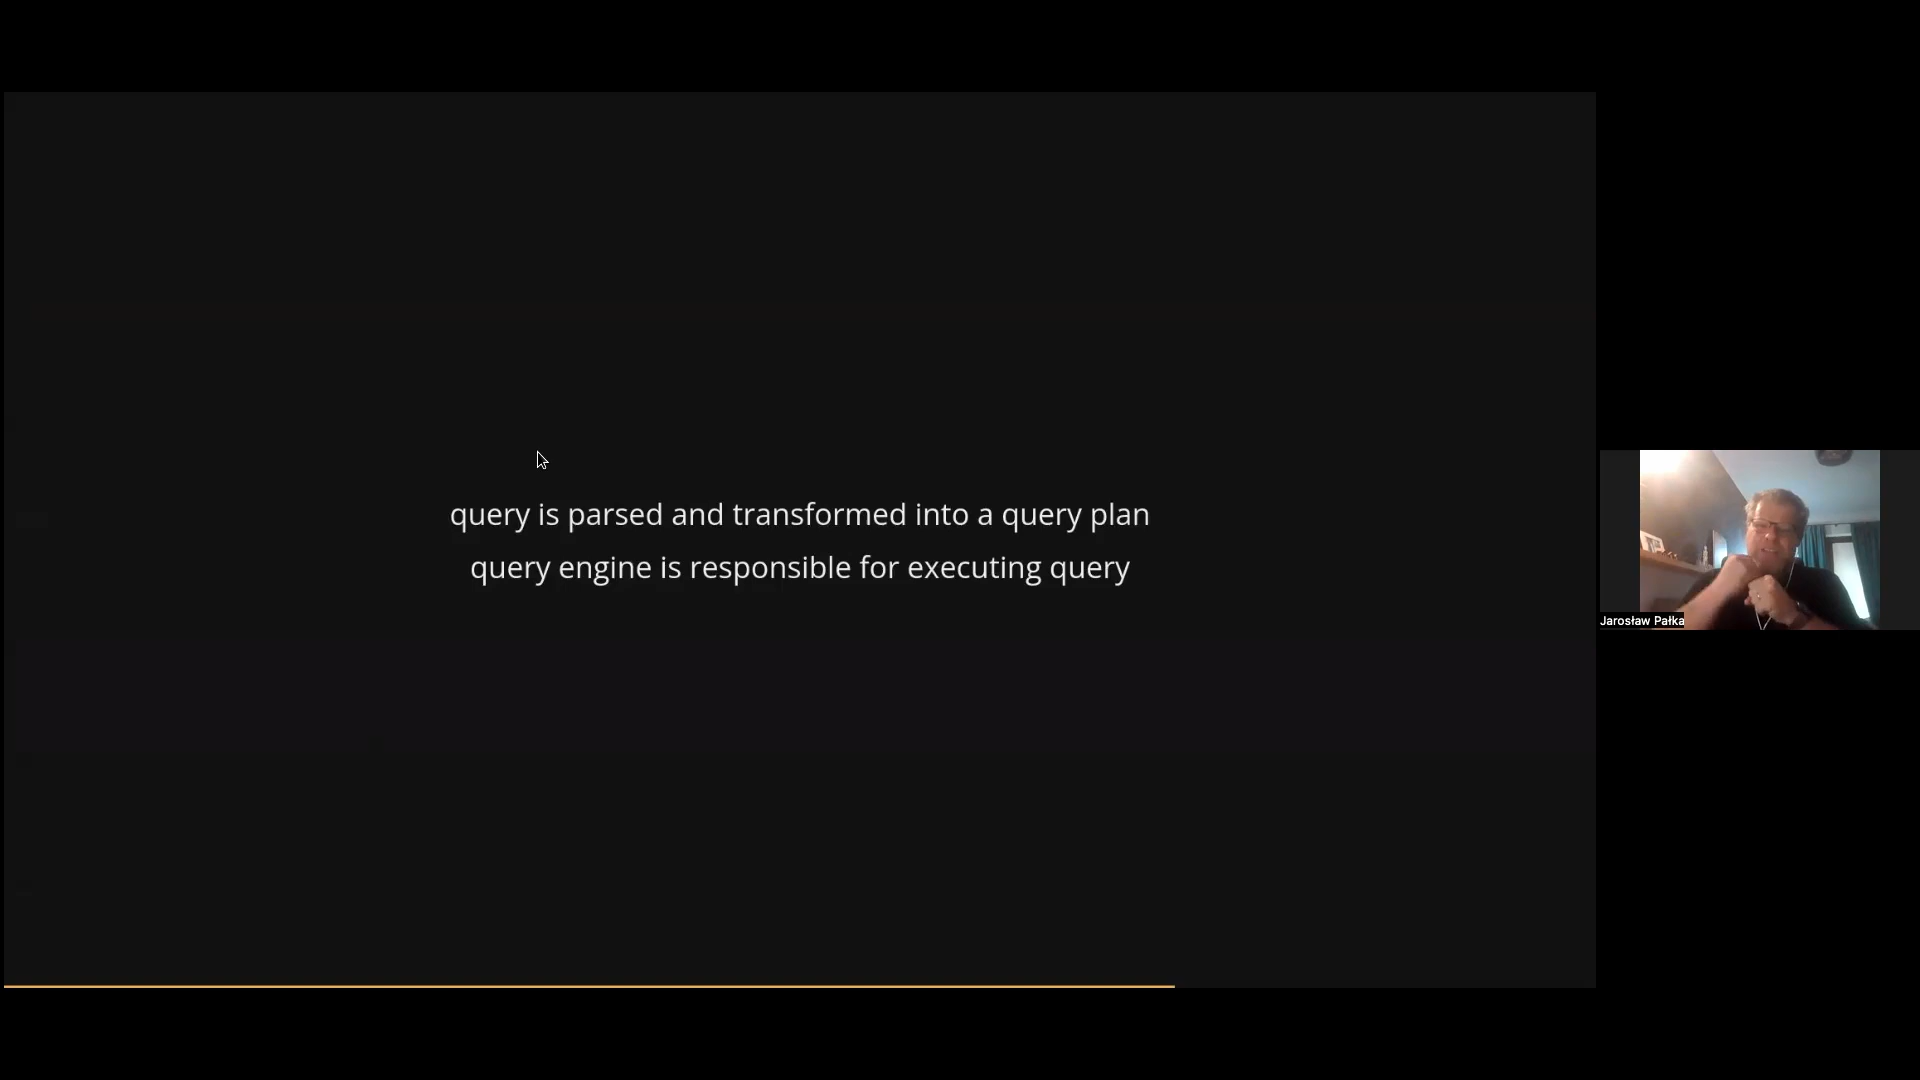 query is parsed and transformed into a query plan
query engine is responsible for executing query
Jarosław Pałka